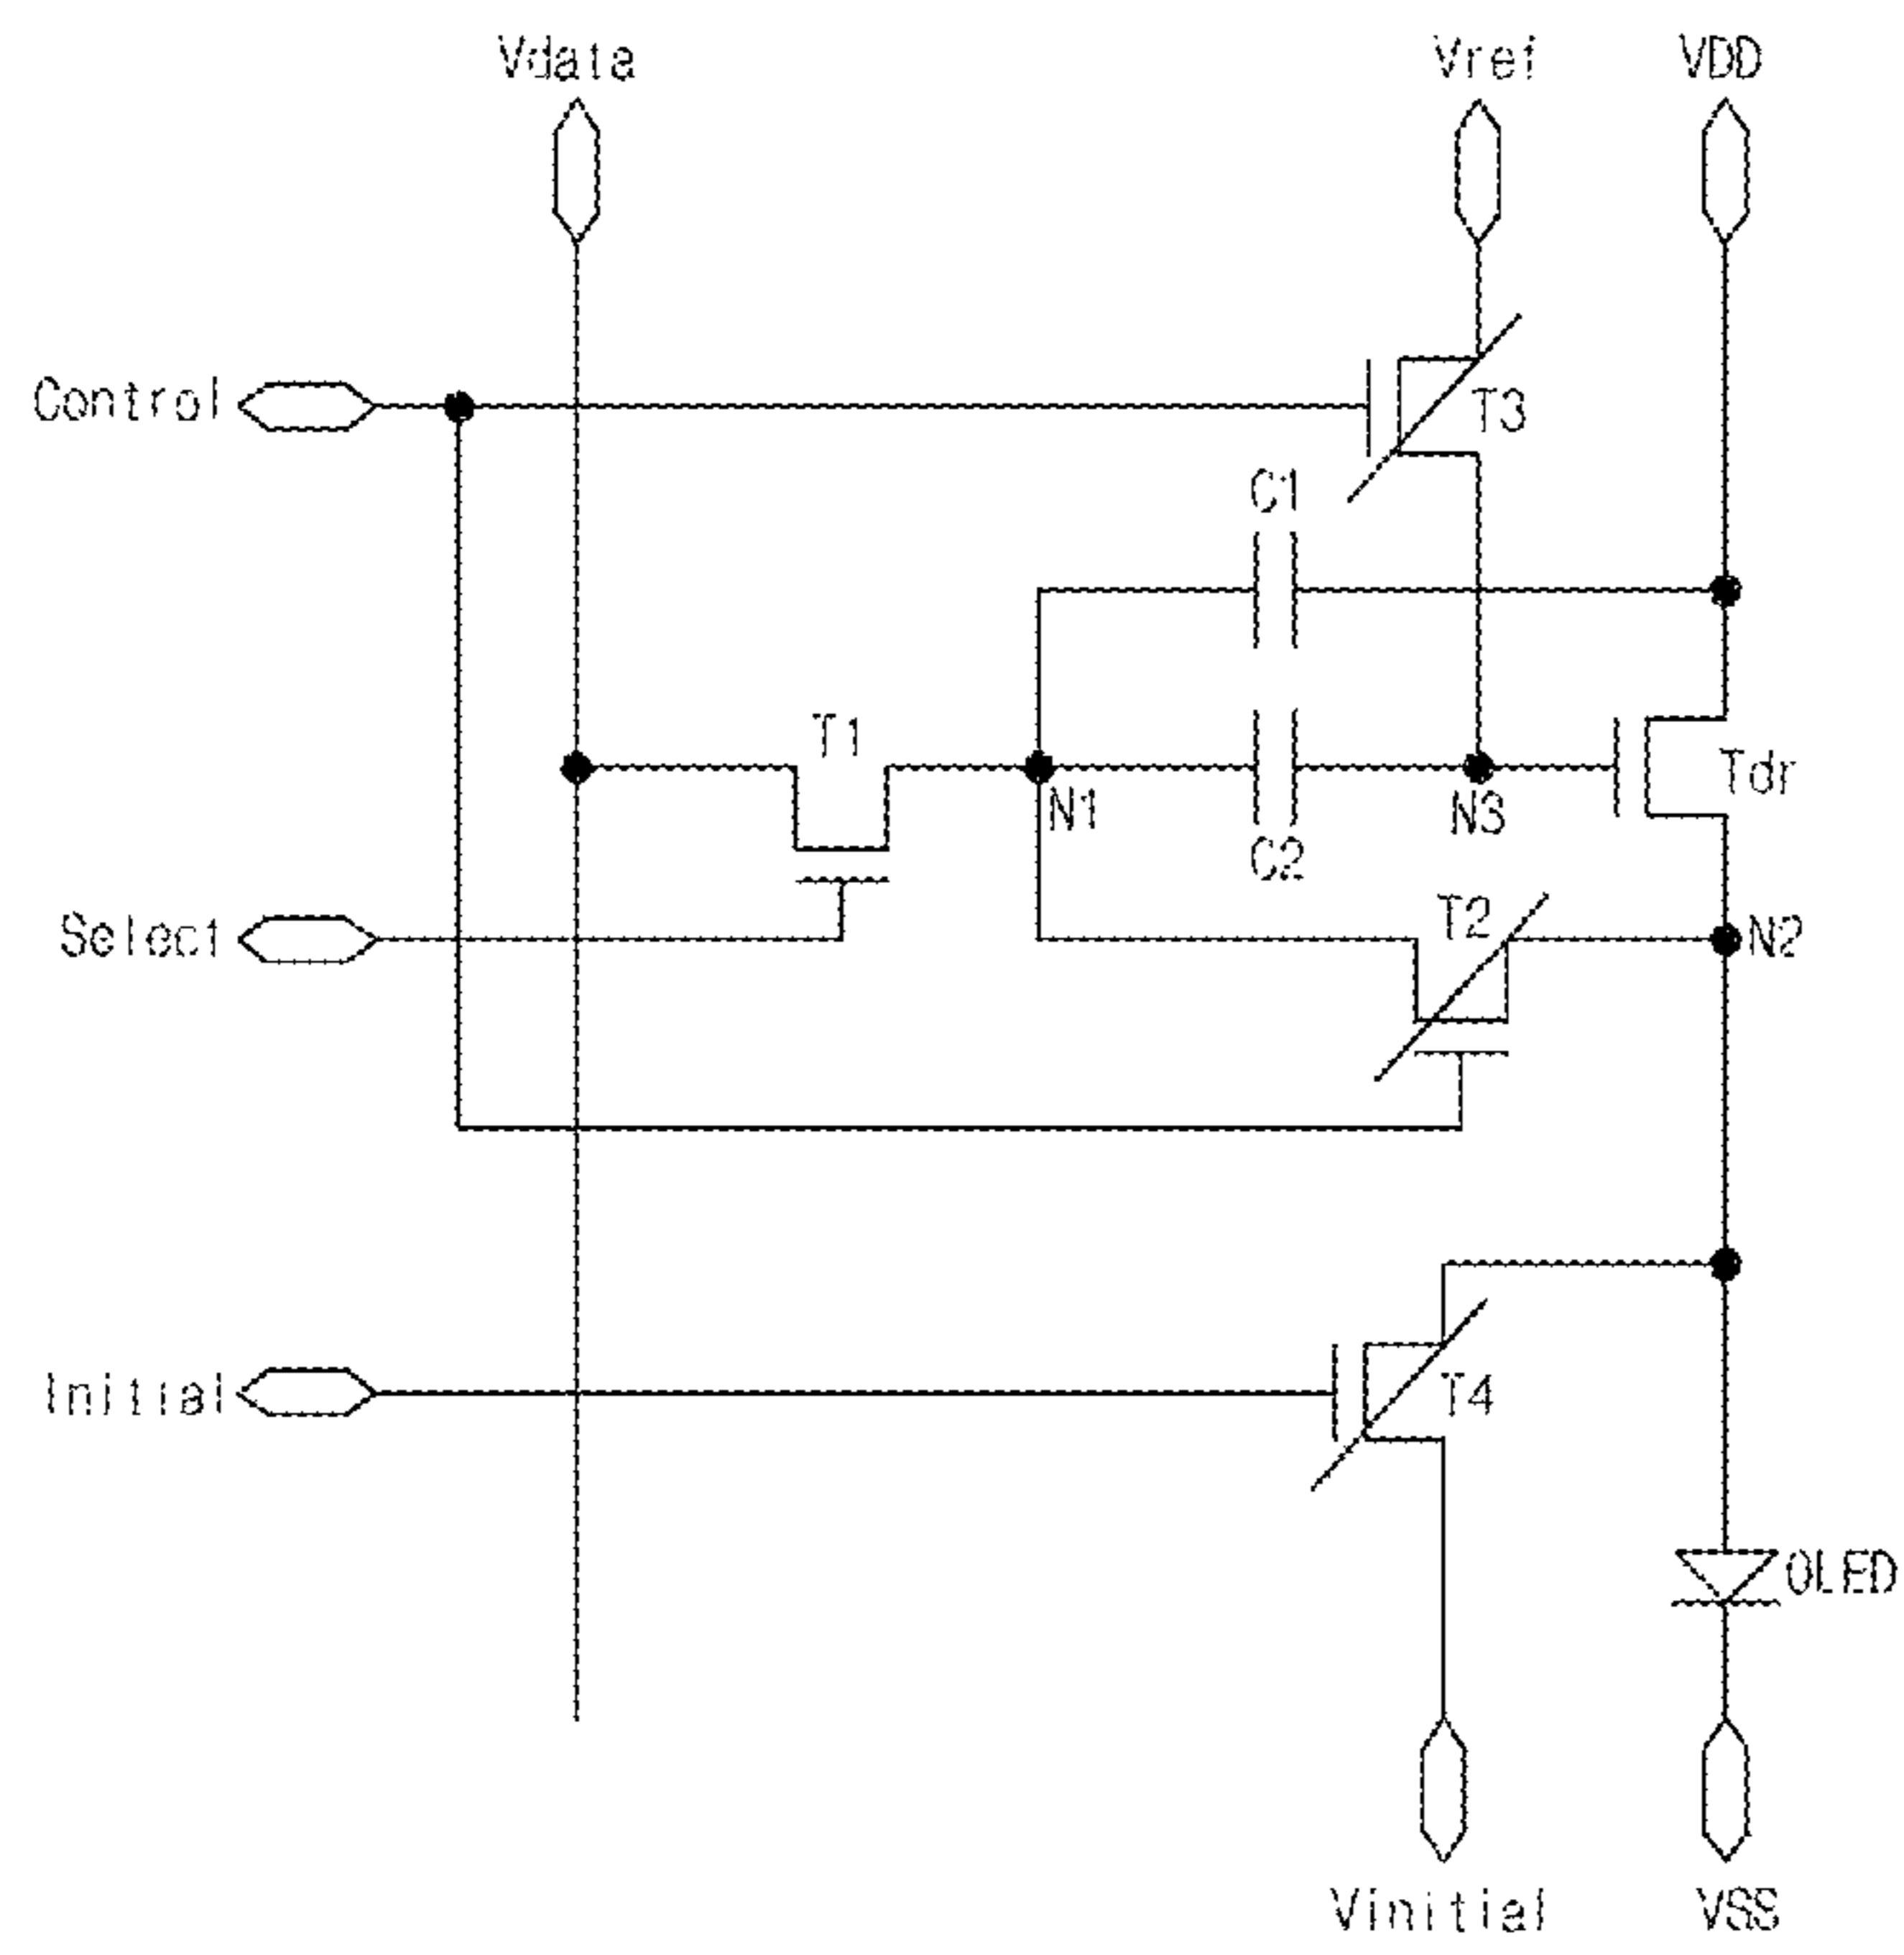 Vdata
Vref
VDD
Control
T3
C1
T1
Tdr
N1
N3
C2
T2
Select
N2
Initial
T4
OLED
Vinitial
VSS